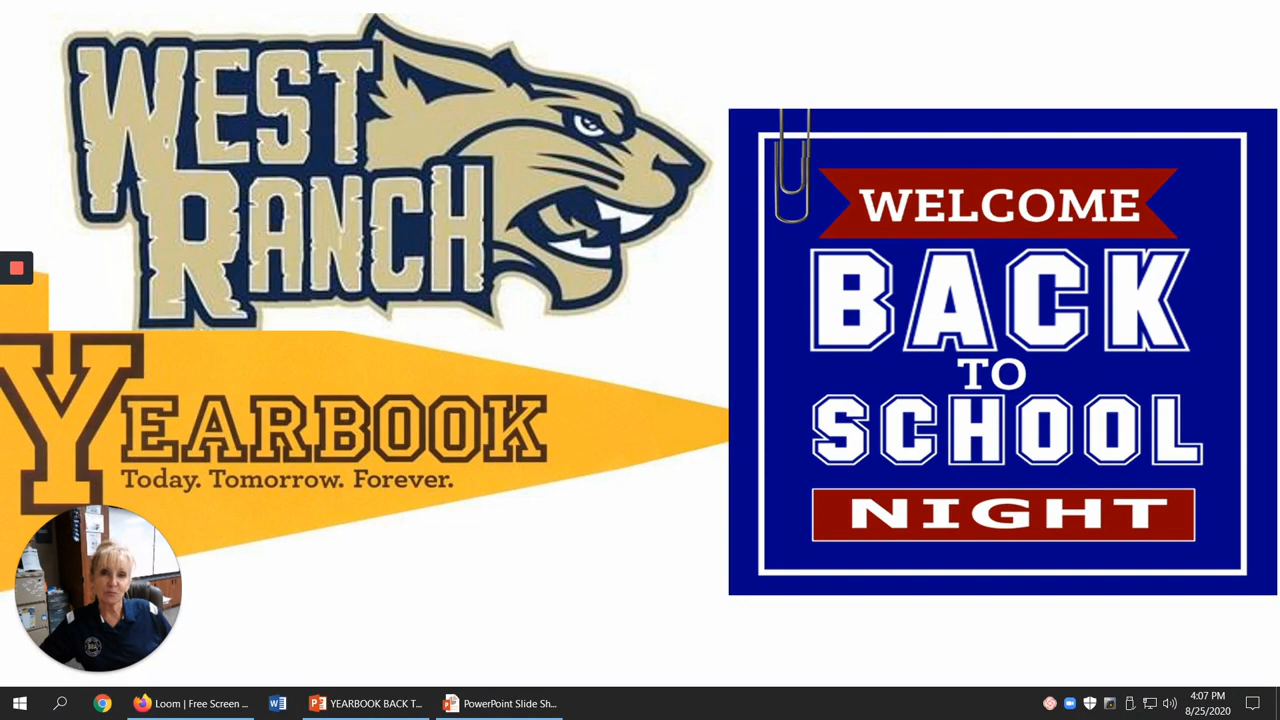 WEST
RANCH
WELCOME
BACK
TO
SCHOOL
NIGHT
YEARBOOK
Today. Tomorrow. Forever.
Loom | Free Screen ...
YEARBOOK BACK T...
PowerPoint Slide Sh...
4:07 PM
8/25/2020